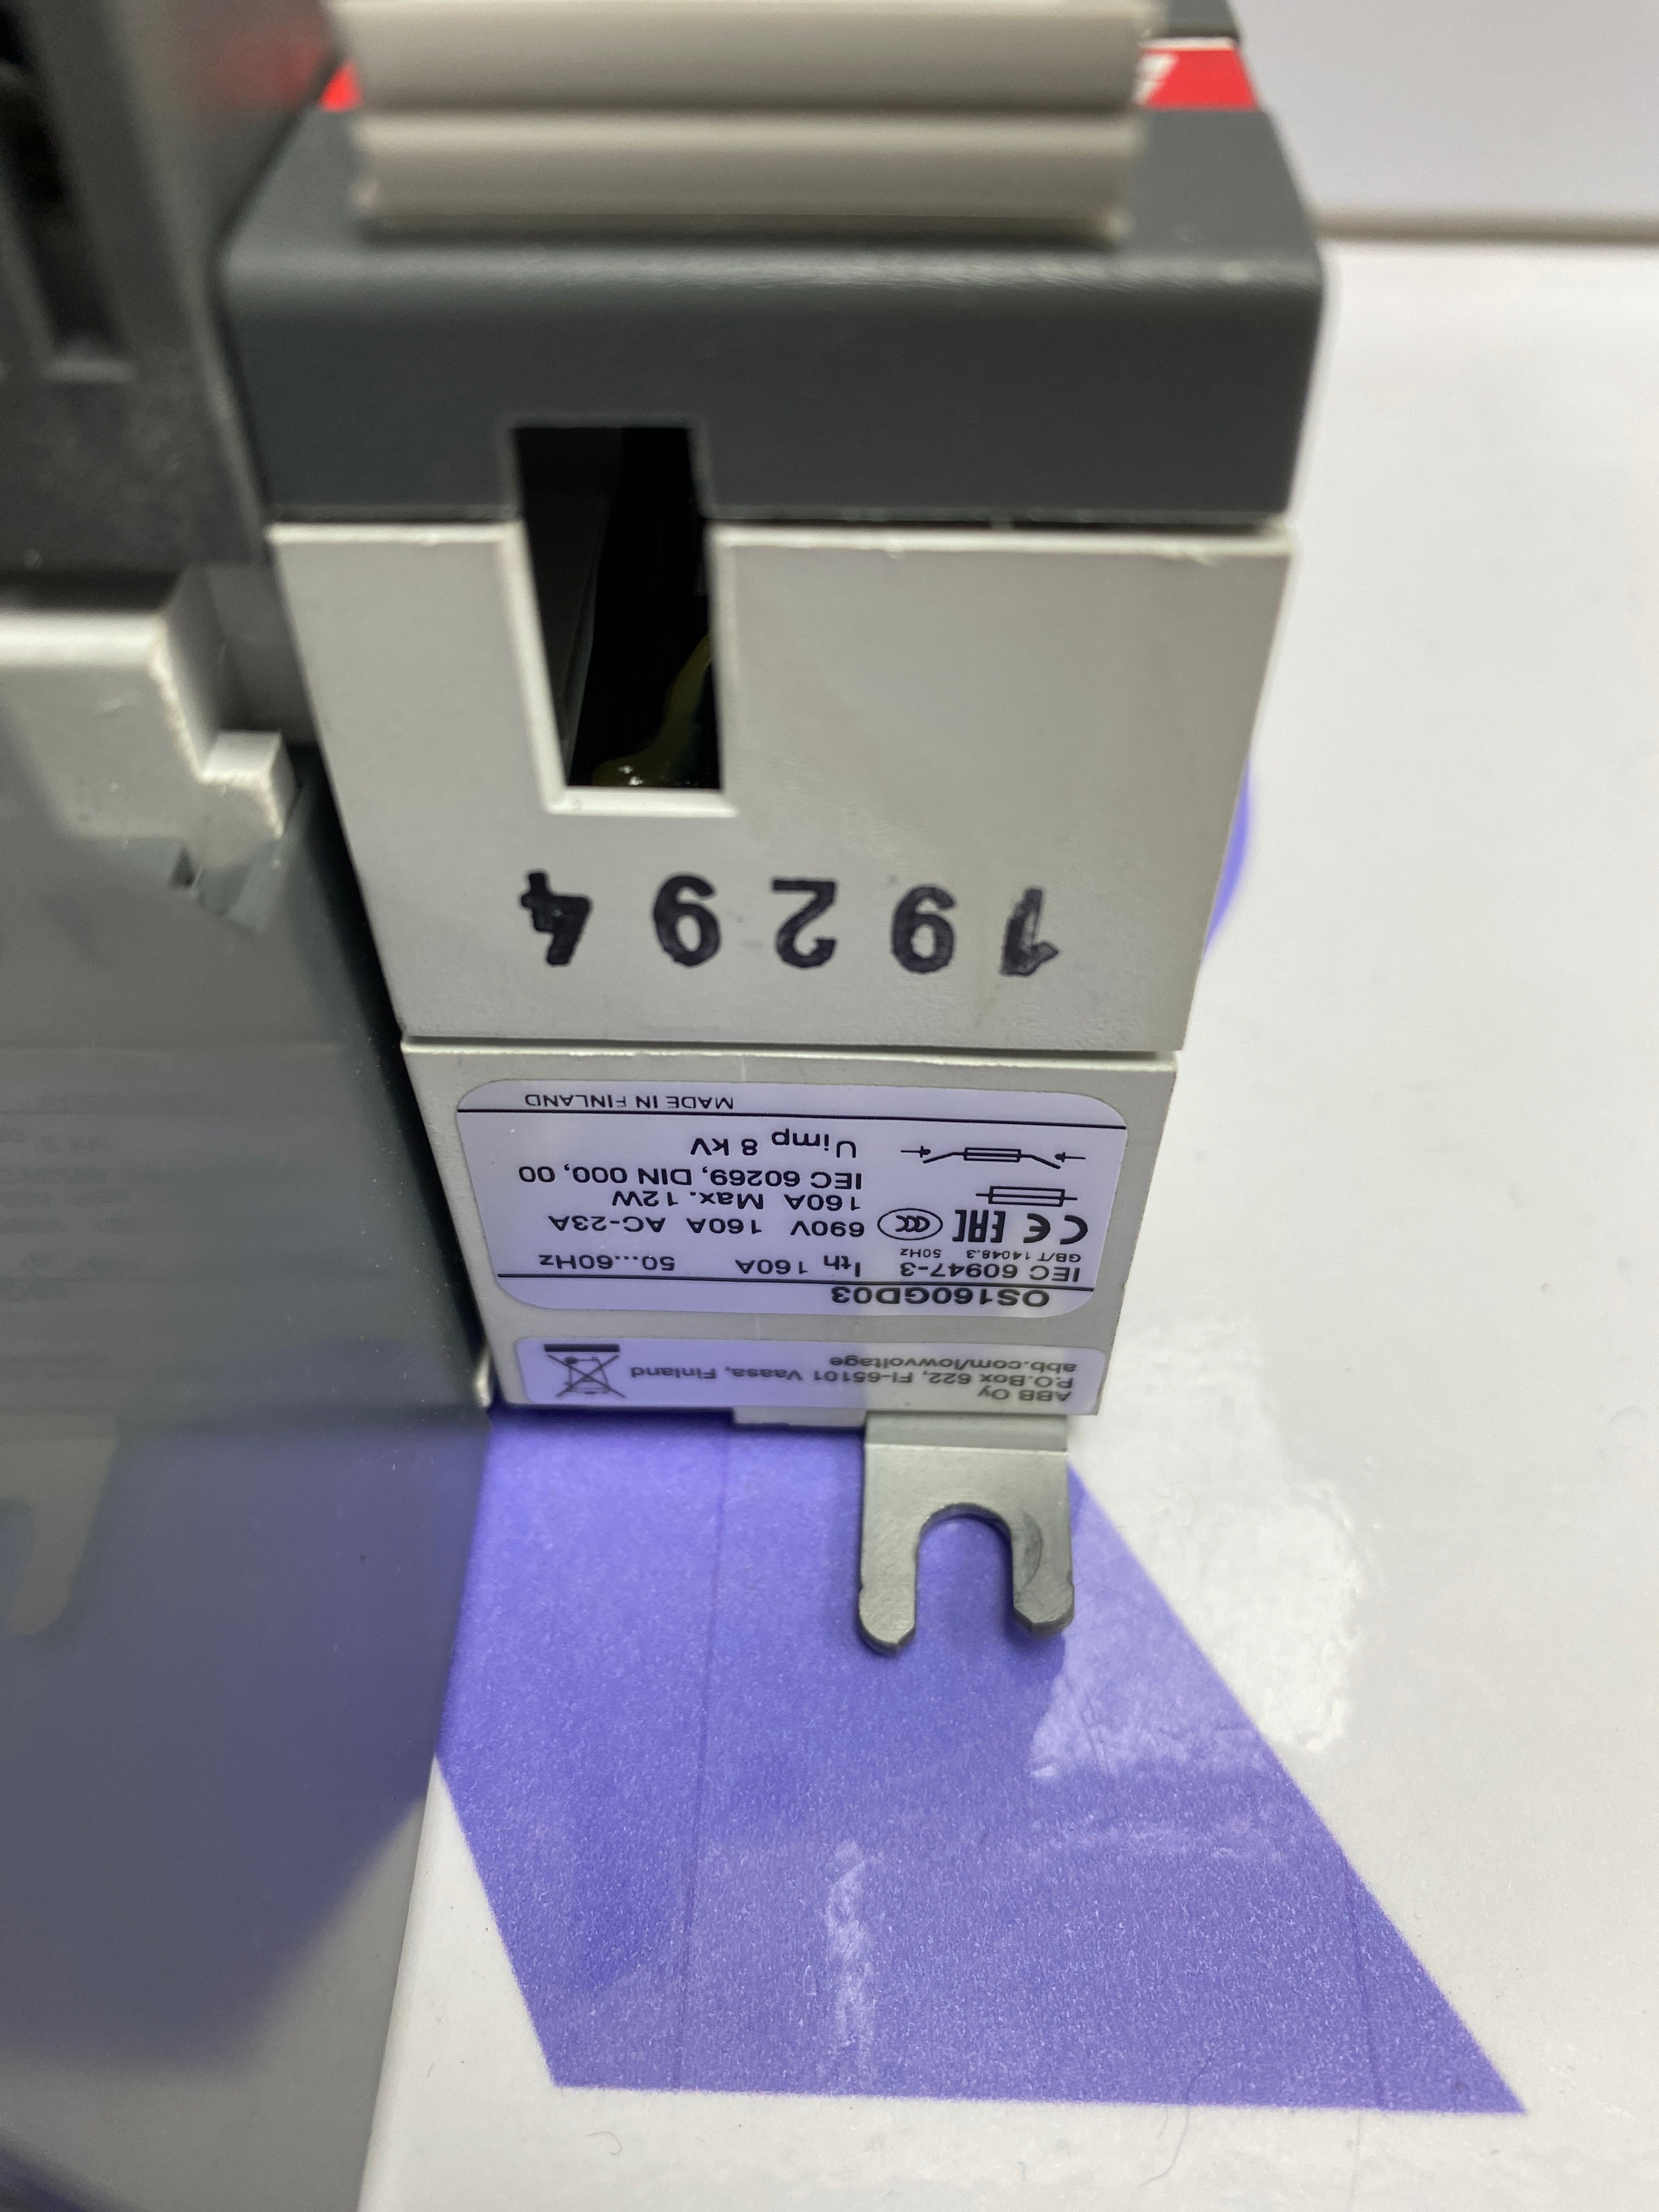 ABB Oy
P.O.Box 622, FI-65101 Vaasa, Finland
abb.com/lowvoltage
OS160GD03
IEC 60947-3 Ith 160A 50...60Hz
GB/T 14048.3 50Hz
CE EAC CCC 690V 160A AC-23A
160A Max. 12W
IEC 60269, DIN 000, 00
Uimp 8 kV
MADE IN FINLAND
19294